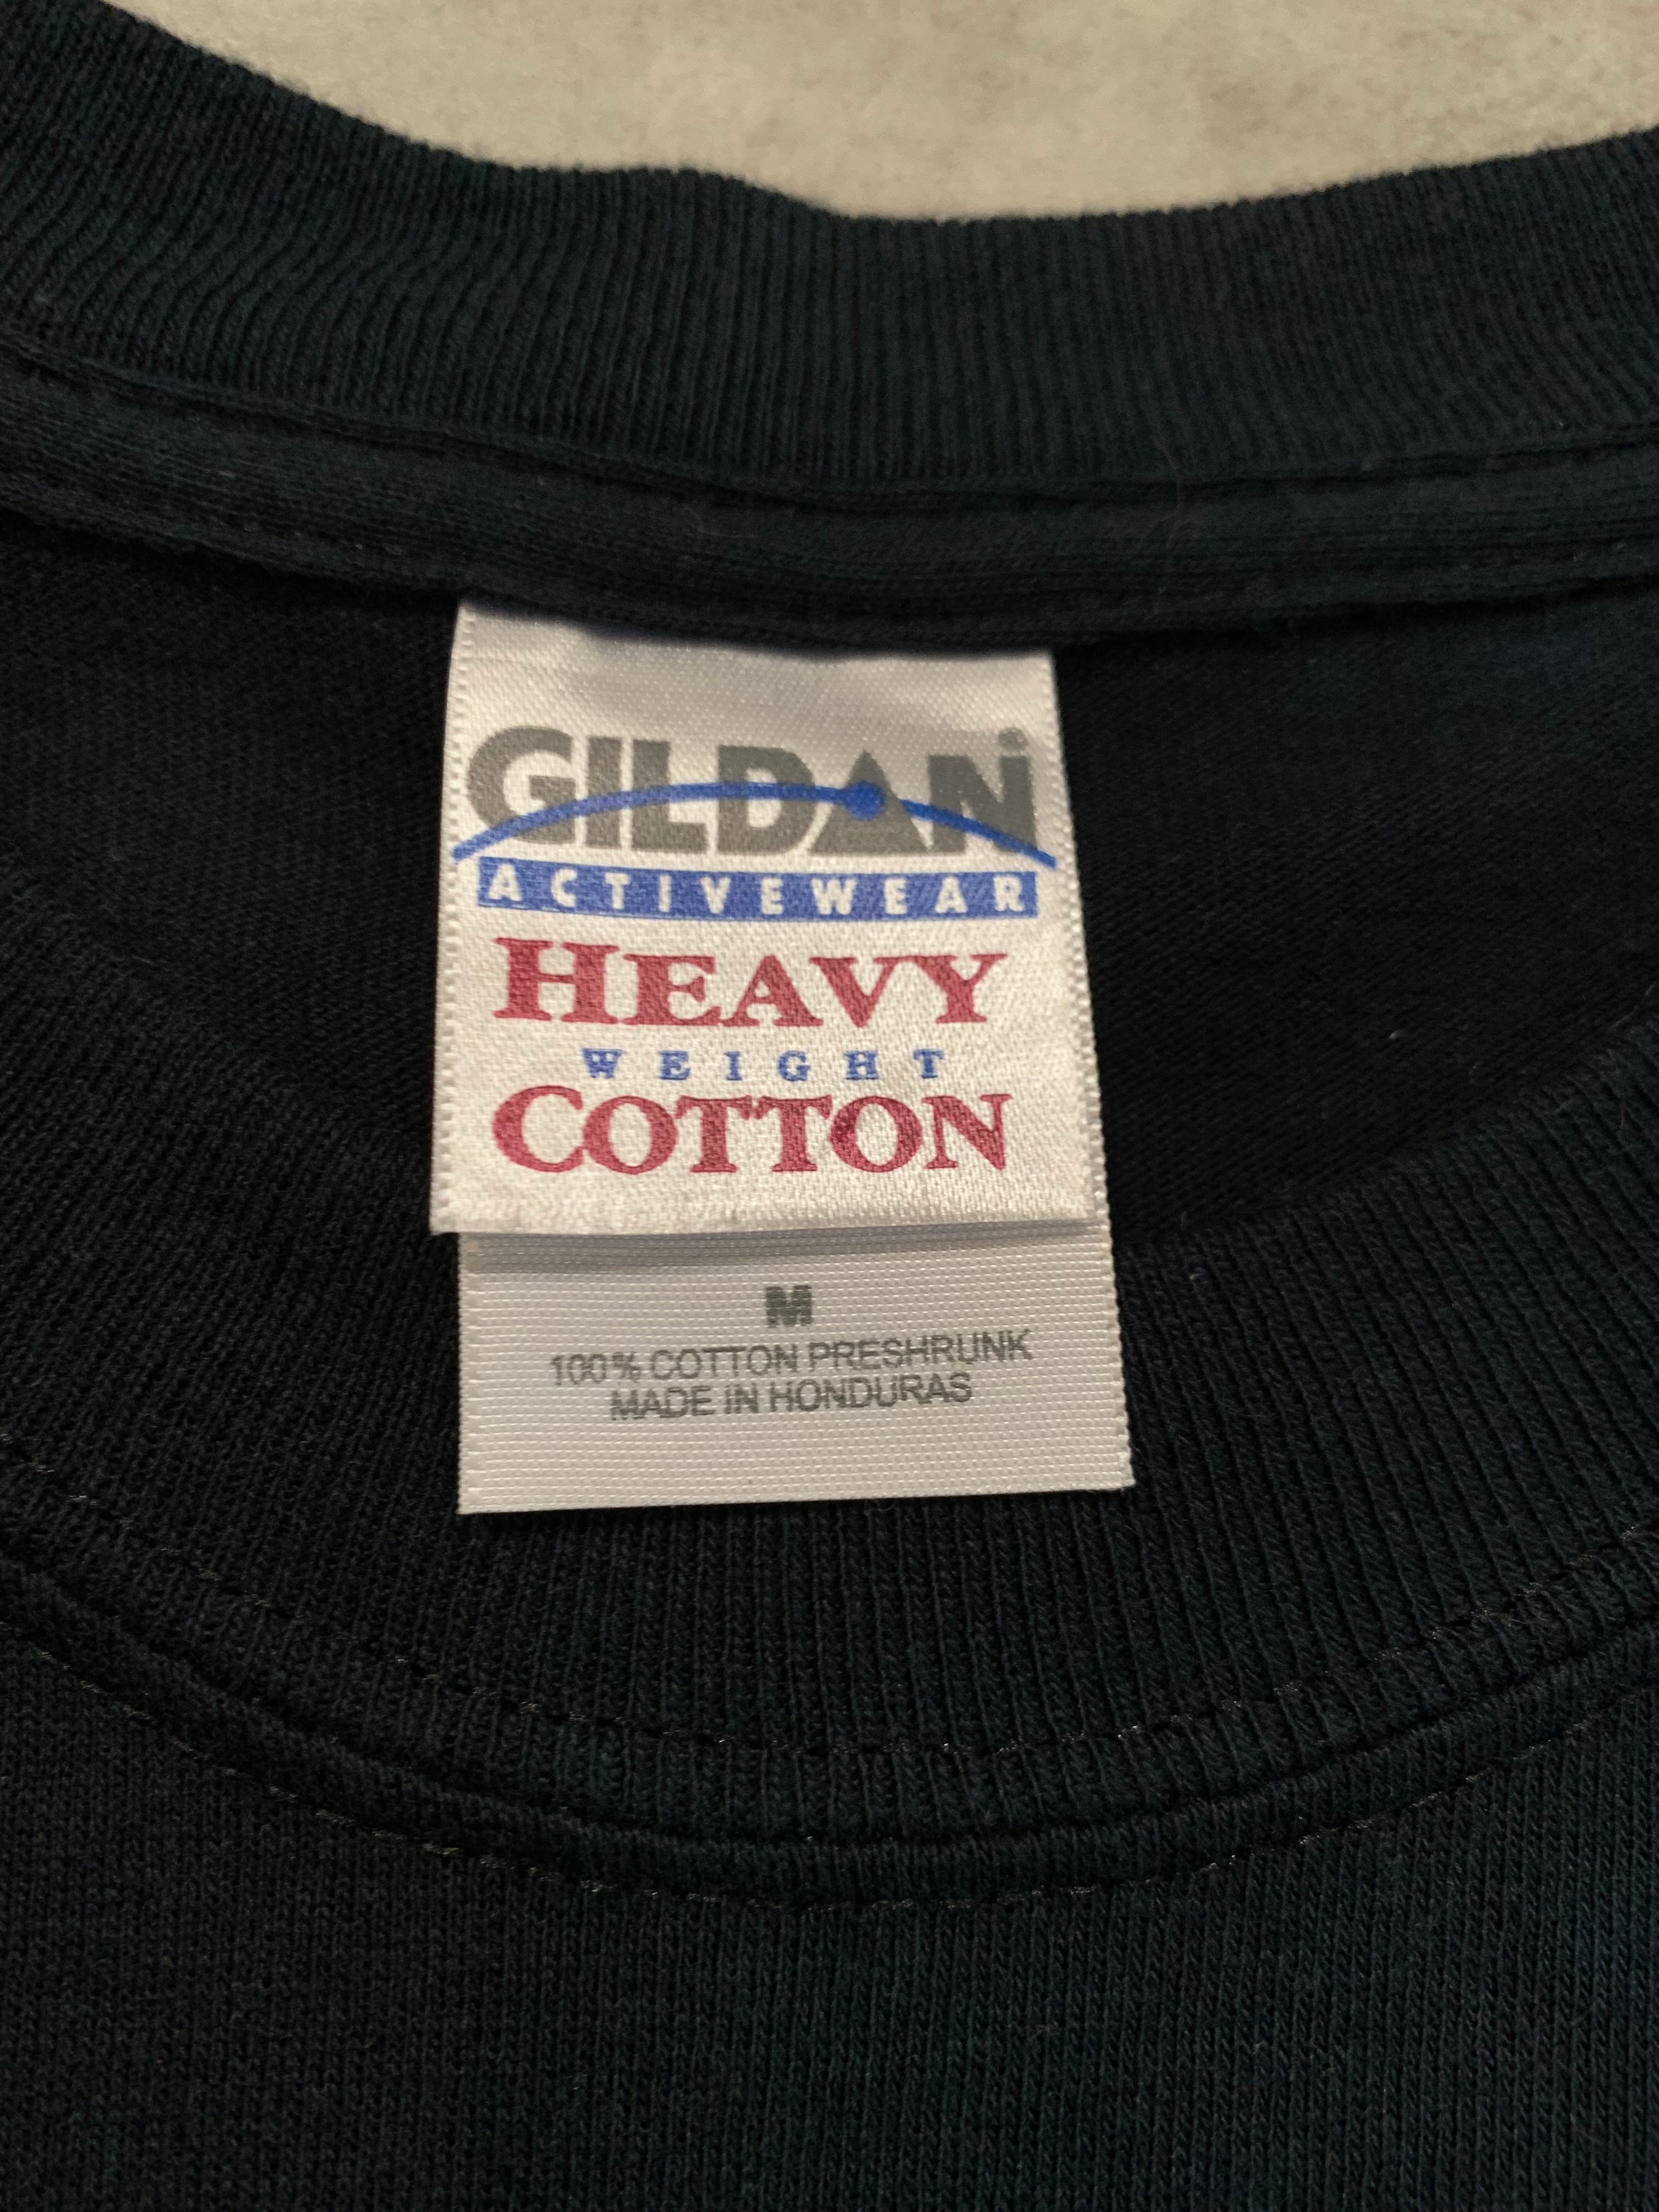 GILDAN
ACTIVEWEAR
HEAVY
WEIGHT
COTTON
M
100% COTTON PRESHRUNK
MADE IN HONDURAS